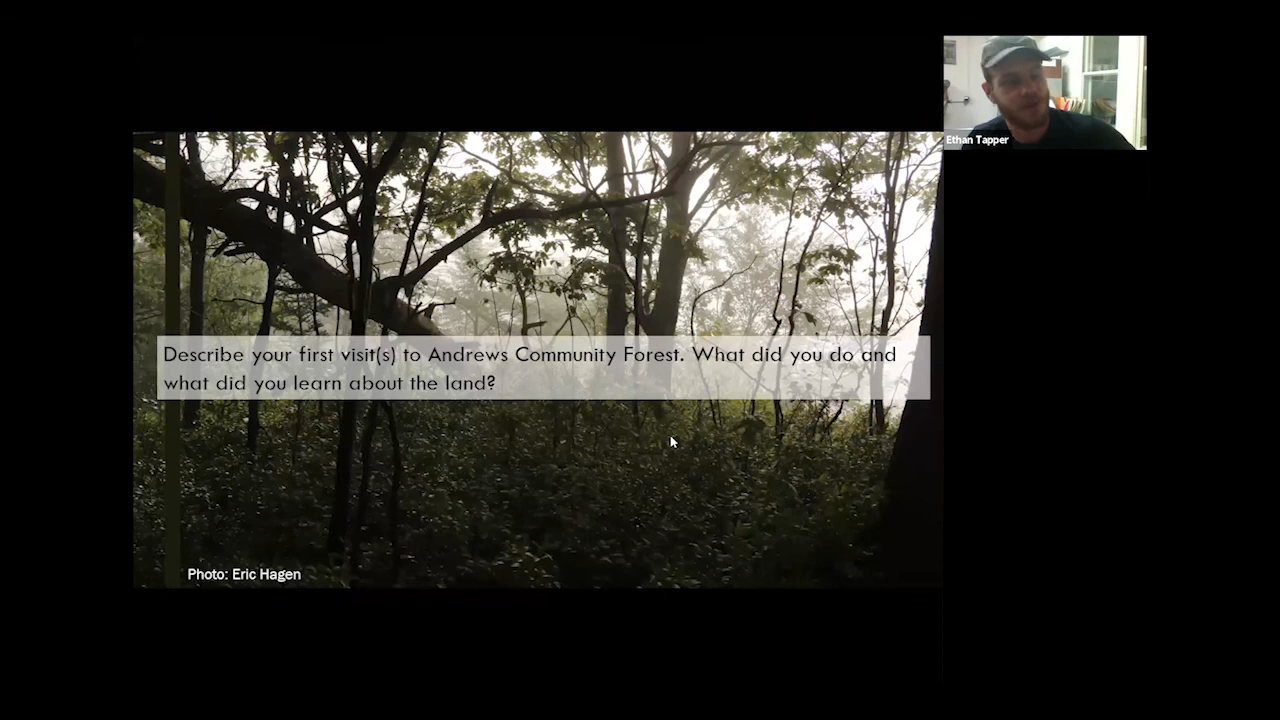 Ethan Tapper
Describe your first visit(s) to Andrews Community Forest. What did you do and
what did you learn about the land?
Photo: Eric Hagen